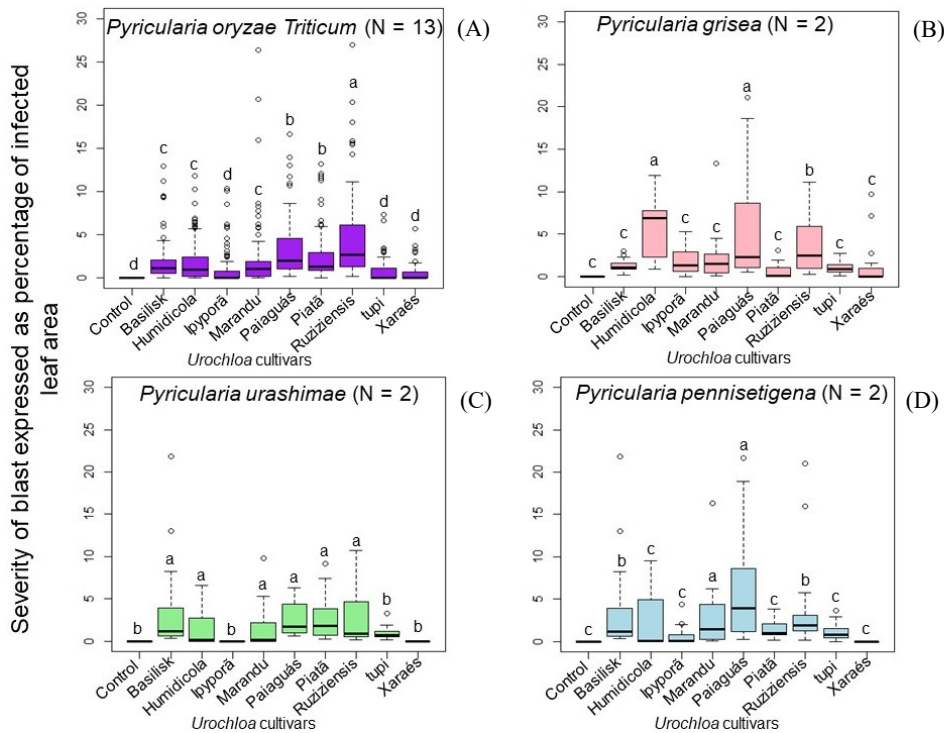 Severity of blast expressed as percentage of infected
leaf area
Pyricularia oryzae Triticum (N = 13)
(A)
30
25
20
15
10
5
0
d
c
c
d
c
b
b
a
d
d
Control
Basilisk
Humidicola
Ipyporã
Marandu
Paiaguás
Piatã
Ruziziensis
tupi
Xaraés
Urochloa cultivars
Pyricularia grisea (N = 2)
(B)
30
25
20
15
10
5
0
c
c
a
c
c
a
c
b
c
c
Control
Basilisk
Humidicola
Ipyporã
Marandu
Paiaguás
Piatã
Ruziziensis
tupi
Xaraés
Urochloa cultivars
Pyricularia urashimae (N = 2)
(C)
30
25
20
15
10
5
0
b
a
a
b
a
a
a
a
b
b
Control
Basilisk
Humidicola
Ipyporã
Marandu
Paiaguás
Piatã
Ruziziensis
tupi
Xaraés
Urochloa cultivars
Pyricularia pennisetigena (N = 2)
(D)
30
25
20
15
10
5
0
c
b
c
c
a
a
c
b
c
c
Control
Basilisk
Humidicola
Ipyporã
Marandu
Paiaguás
Piatã
Ruziziensis
tupi
Xaraés
Urochloa cultivars